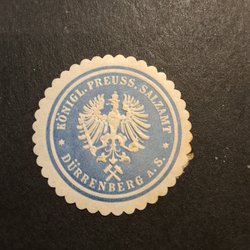 KÖNIGL. PREUSS. SALZAMT
* DÜRRENBERG A. S. *